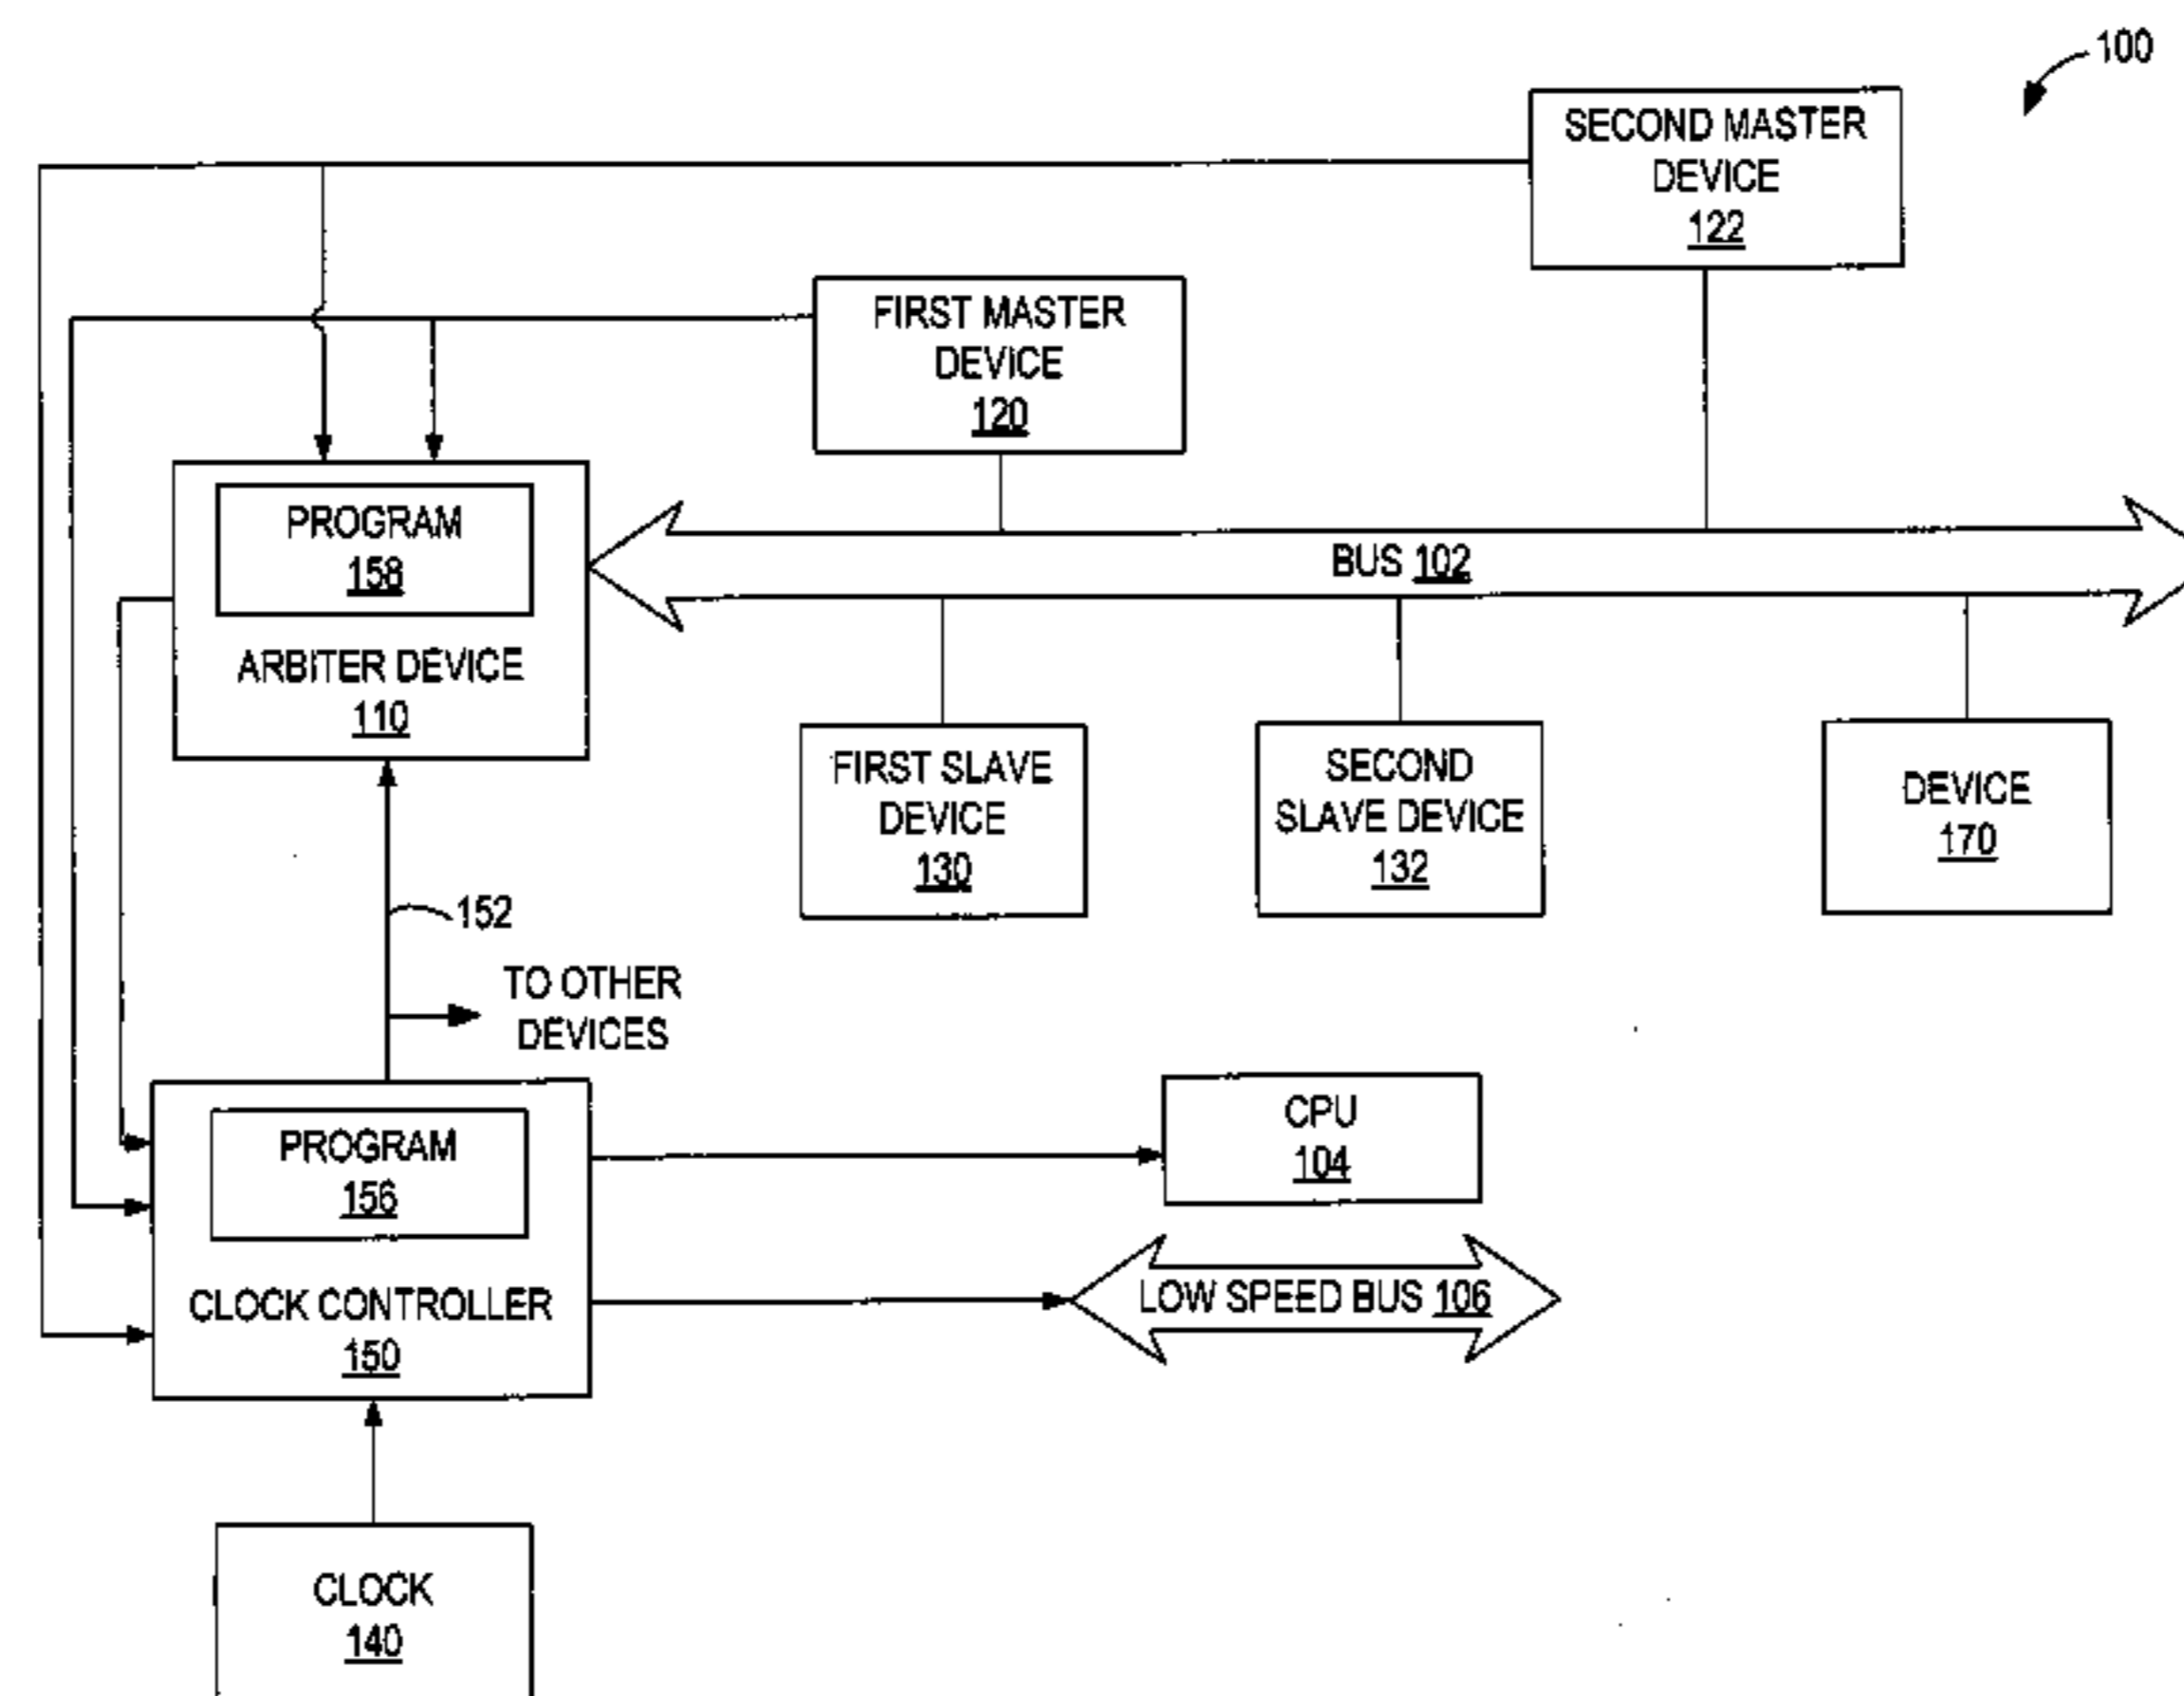 100
SECOND MASTER
DEVICE
122
FIRST MASTER
DEVICE
120
PROGRAM
158
ARBITER DEVICE
110
BUS 102
FIRST SLAVE
DEVICE
130
SECOND
SLAVE DEVICE
132
DEVICE
170
152
TO OTHER
DEVICES
PROGRAM
156
CLOCK CONTROLLER
150
CPU
104
LOW SPEED BUS 106
CLOCK
140